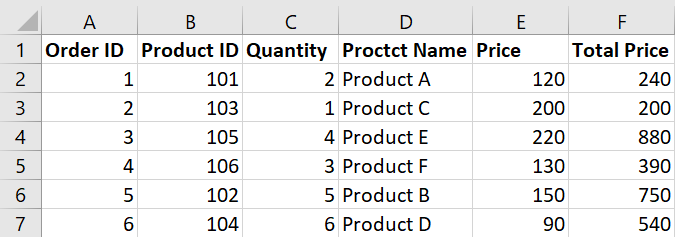 A B C D E F
1 Order ID Product ID Quantity Proctct Name Price Total Price
2 1 101 2 Product A 120 240
3 2 103 1 Product C 200 200
4 3 105 4 Product E 220 880
5 4 106 3 Product F 130 390
6 5 102 5 Product B 150 750
7 6 104 6 Product D 90 540